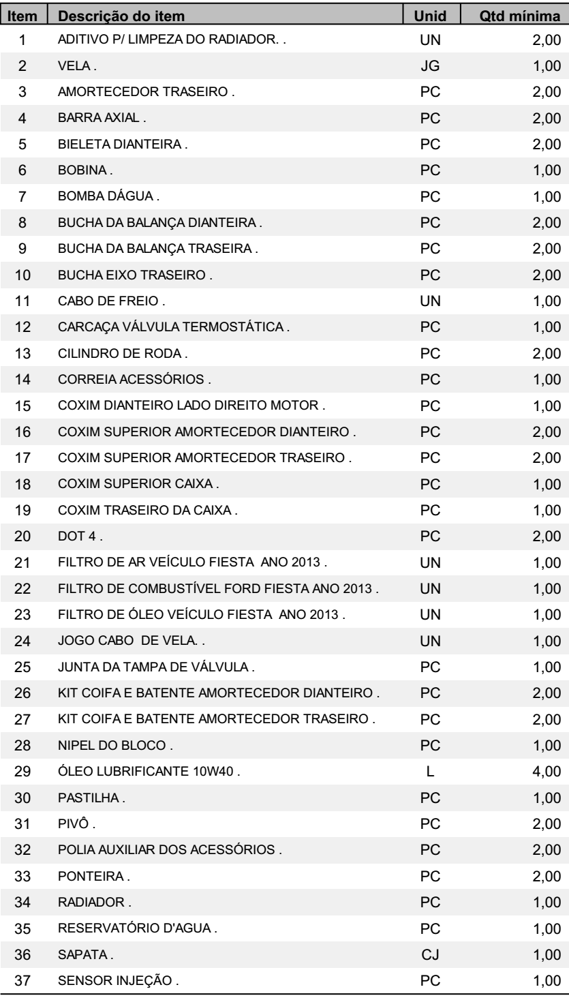 Item Descrição do item Unid Qtd mínima
1 ADITIVO P/ LIMPEZA DO RADIADOR. . UN 2,00
2 VELA . JG 1,00
3 AMORTECEDOR TRASEIRO . PC 2,00
4 BARRA AXIAL . PC 2,00
5 BIELETA DIANTEIRA . PC 2,00
6 BOBINA . PC 1,00
7 BOMBA DÁGUA . PC 1,00
8 BUCHA DA BALANÇA DIANTEIRA . PC 2,00
9 BUCHA DA BALANÇA TRASEIRA . PC 2,00
10 BUCHA EIXO TRASEIRO . PC 2,00
11 CABO DE FREIO . UN 1,00
12 CARCAÇA VÁLVULA TERMOSTÁTICA . PC 1,00
13 CILINDRO DE RODA . PC 2,00
14 CORREIA ACESSÓRIOS . PC 1,00
15 COXIM DIANTEIRO LADO DIREITO MOTOR . PC 1,00
16 COXIM SUPERIOR AMORTECEDOR DIANTEIRO . PC 2,00
17 COXIM SUPERIOR AMORTECEDOR TRASEIRO . PC 2,00
18 COXIM SUPERIOR CAIXA . PC 1,00
19 COXIM TRASEIRO DA CAIXA . PC 1,00
20 DOT 4 . PC 2,00
21 FILTRO DE AR VEÍCULO FIESTA  ANO 2013 . UN 1,00
22 FILTRO DE COMBUSTÍVEL FORD FIESTA ANO 2013 . UN 1,00
23 FILTRO DE ÓLEO VEÍCULO FIESTA  ANO 2013 . UN 1,00
24 JOGO CABO  DE VELA. . UN 1,00
25 JUNTA DA TAMPA DE VÁLVULA . PC 1,00
26 KIT COIFA E BATENTE AMORTECEDOR DIANTEIRO . PC 2,00
27 KIT COIFA E BATENTE AMORTECEDOR TRASEIRO . PC 2,00
28 NIPEL DO BLOCO . PC 1,00
29 ÓLEO LUBRIFICANTE 10W40 . L 4,00
30 PASTILHA . PC 1,00
31 PIVÔ . PC 2,00
32 POLIA AUXILIAR DOS ACESSÓRIOS . PC 2,00
33 PONTEIRA . PC 2,00
34 RADIADOR . PC 1,00
35 RESERVATÓRIO D'AGUA . PC 1,00
36 SAPATA . CJ 1,00
37 SENSOR INJEÇÃO . PC 1,00